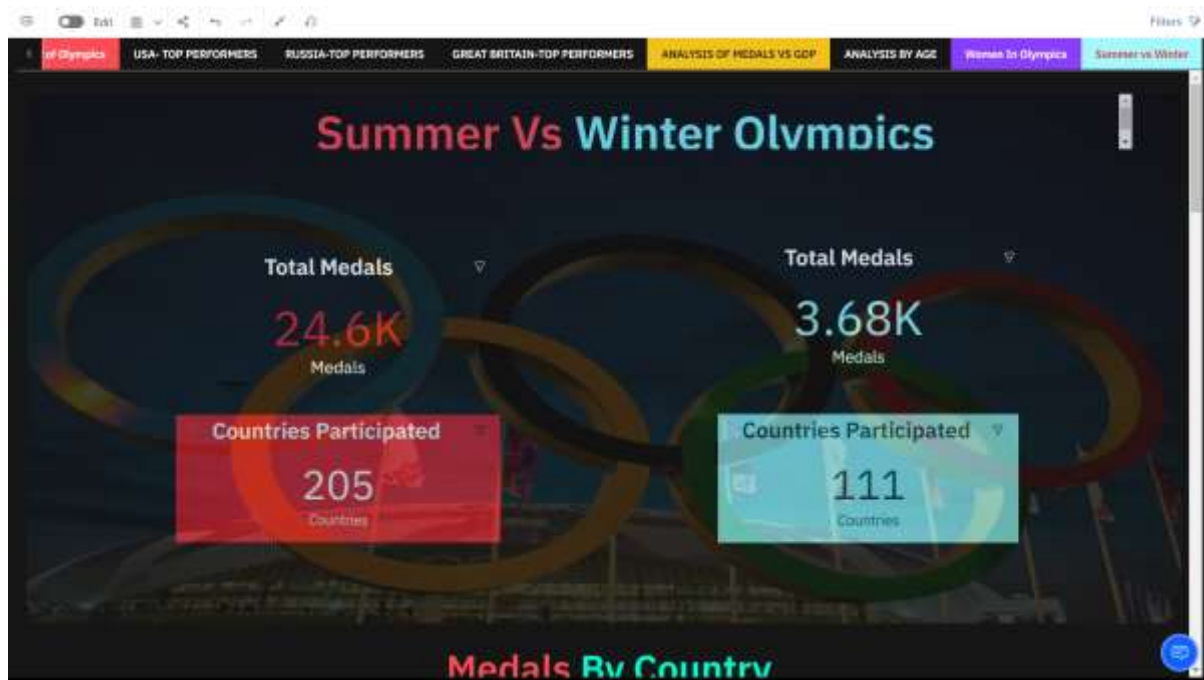 Edit
Filters
of Olympics
USA- TOP PERFORMERS
RUSSIA-TOP PERFORMERS
GREAT BRITAIN-TOP PERFORMERS
ANALYSIS OF MEDALS VS GDP
ANALYSIS BY AGE
Women In Olympics
Summer vs Winter
Summer Vs Winter Olympics
Total Medals
24.6K
Medals
Total Medals
3.68K
Medals
Countries Participated
205
Countries
Countries Participated
111
Countries
Medals By Country